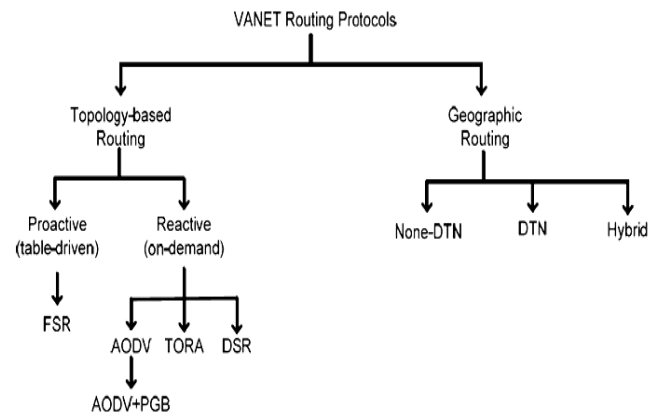 VANET Routing Protocols
Topology-based
Routing
Geographic
Routing
Proactive
(table-driven)
Reactive
(on-demand)
None-DTN
DTN
Hybrid
FSR
AODV
TORA
DSR
AODV+PGB